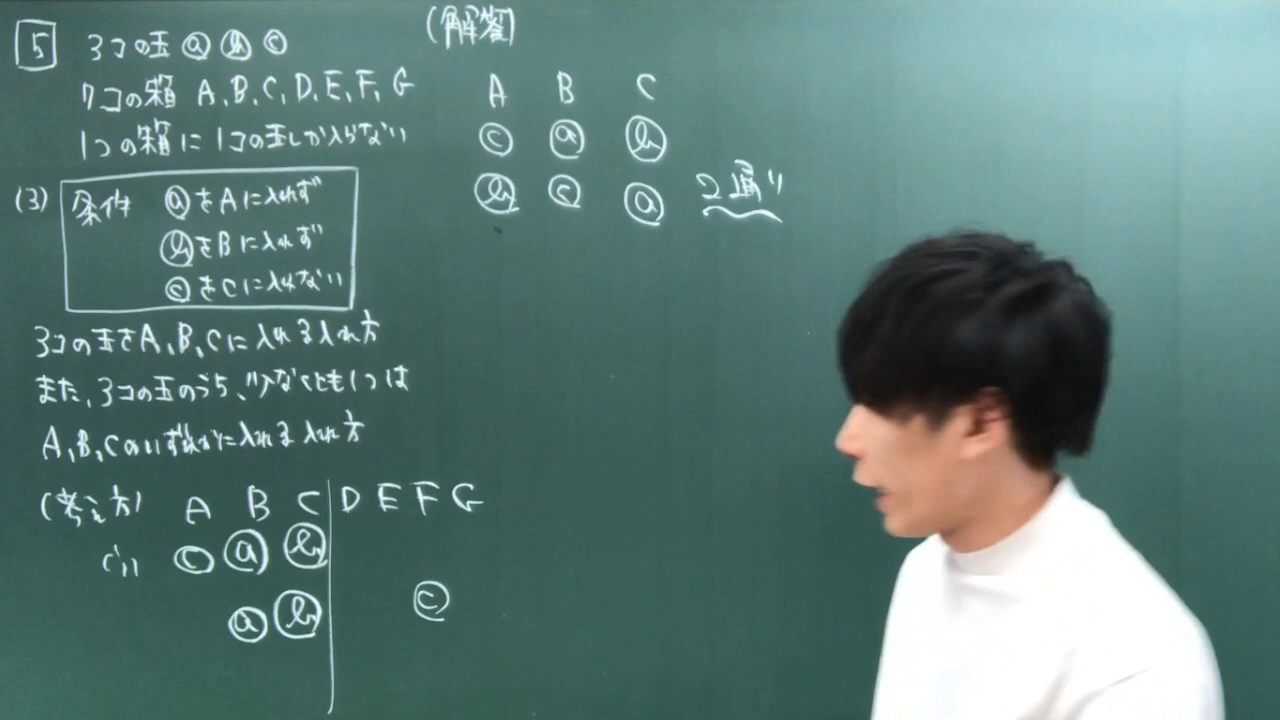 5 3コの玉 ⓐ ⓑ ⓒ
7コの箱 A, B, C, D, E, F, G
1つの箱に1コの玉しか入らない
(3) 条件 ⓐをAに入れず
ⓑをBに入れず
ⓒをCに入れない
3コの玉をA, B, Cに入れる入れ方
また, 3コの玉のうち, 少なくとも1つは
A, B, Cのいずれかに入れる入れ方
(考え方) A B C D E F G
(i) ⓒ ⓐ ⓑ
ⓐ ⓑ ⓒ
(解答)
A B C
ⓒ ⓐ ⓑ
ⓑ ⓒ ⓐ 2通り